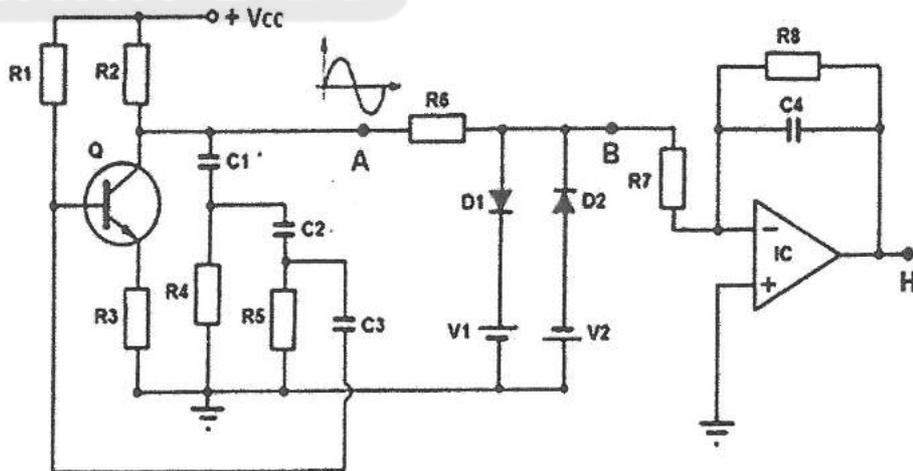 + Vcc
R1
R2
R8
R6
C4
Q
C1
A
B
R7
D1
D2
C2
IC
−
+
H
R4
R3
R5
C3
V1
V2